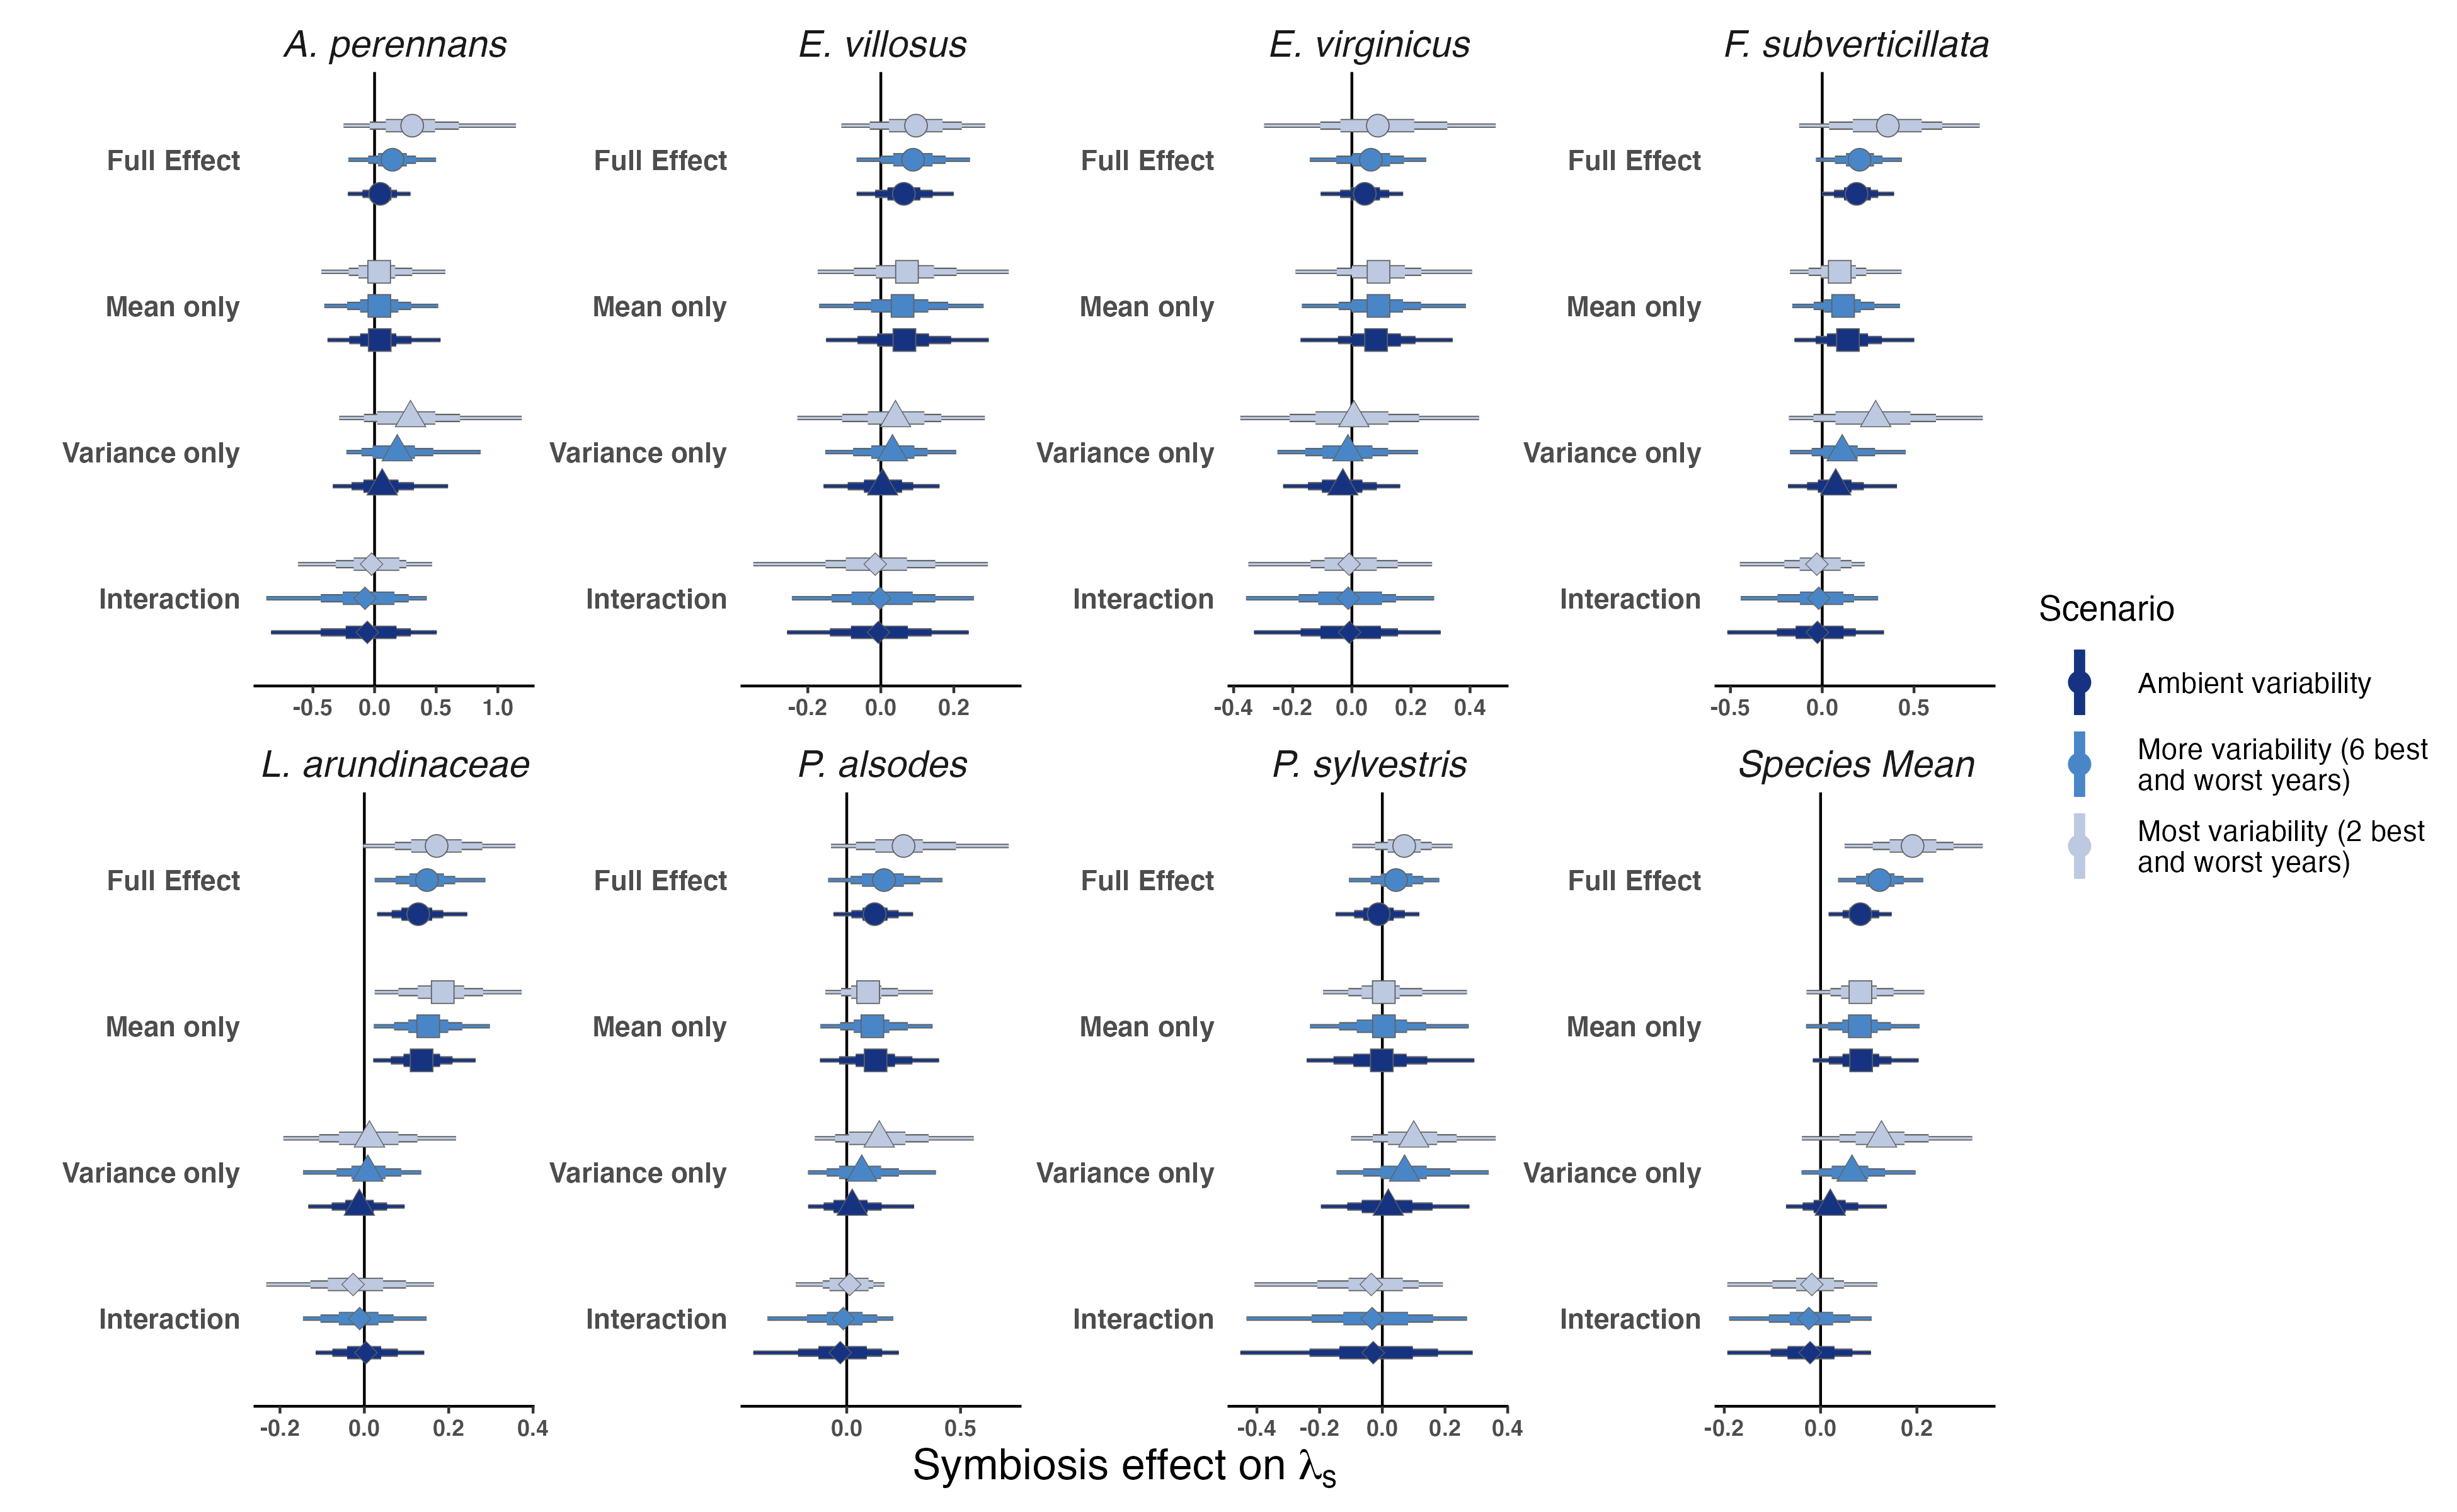 A. perennans
E. villosus
E. virginicus
F. subverticillata
Full Effect
Mean only
Variance only
Interaction
-0.5 0.0 0.5 1.0
Full Effect
Mean only
Variance only
Interaction
-0.2 0.0 0.2
Full Effect
Mean only
Variance only
Interaction
-0.4 -0.2 0.0 0.2 0.4
Full Effect
Mean only
Variance only
Interaction
-0.5 0.0 0.5
L. arundinaceae
P. alsodes
P. sylvestris
Species Mean
Full Effect
Mean only
Variance only
Interaction
-0.2 0.0 0.2 0.4
Full Effect
Mean only
Variance only
Interaction
0.0 0.5
Full Effect
Mean only
Variance only
Interaction
-0.4 -0.2 0.0 0.2 0.4
Full Effect
Mean only
Variance only
Interaction
-0.2 0.0 0.2
Symbiosis effect on λs
Scenario
Ambient variability
More variability (6 best
and worst years)
Most variability (2 best
and worst years)